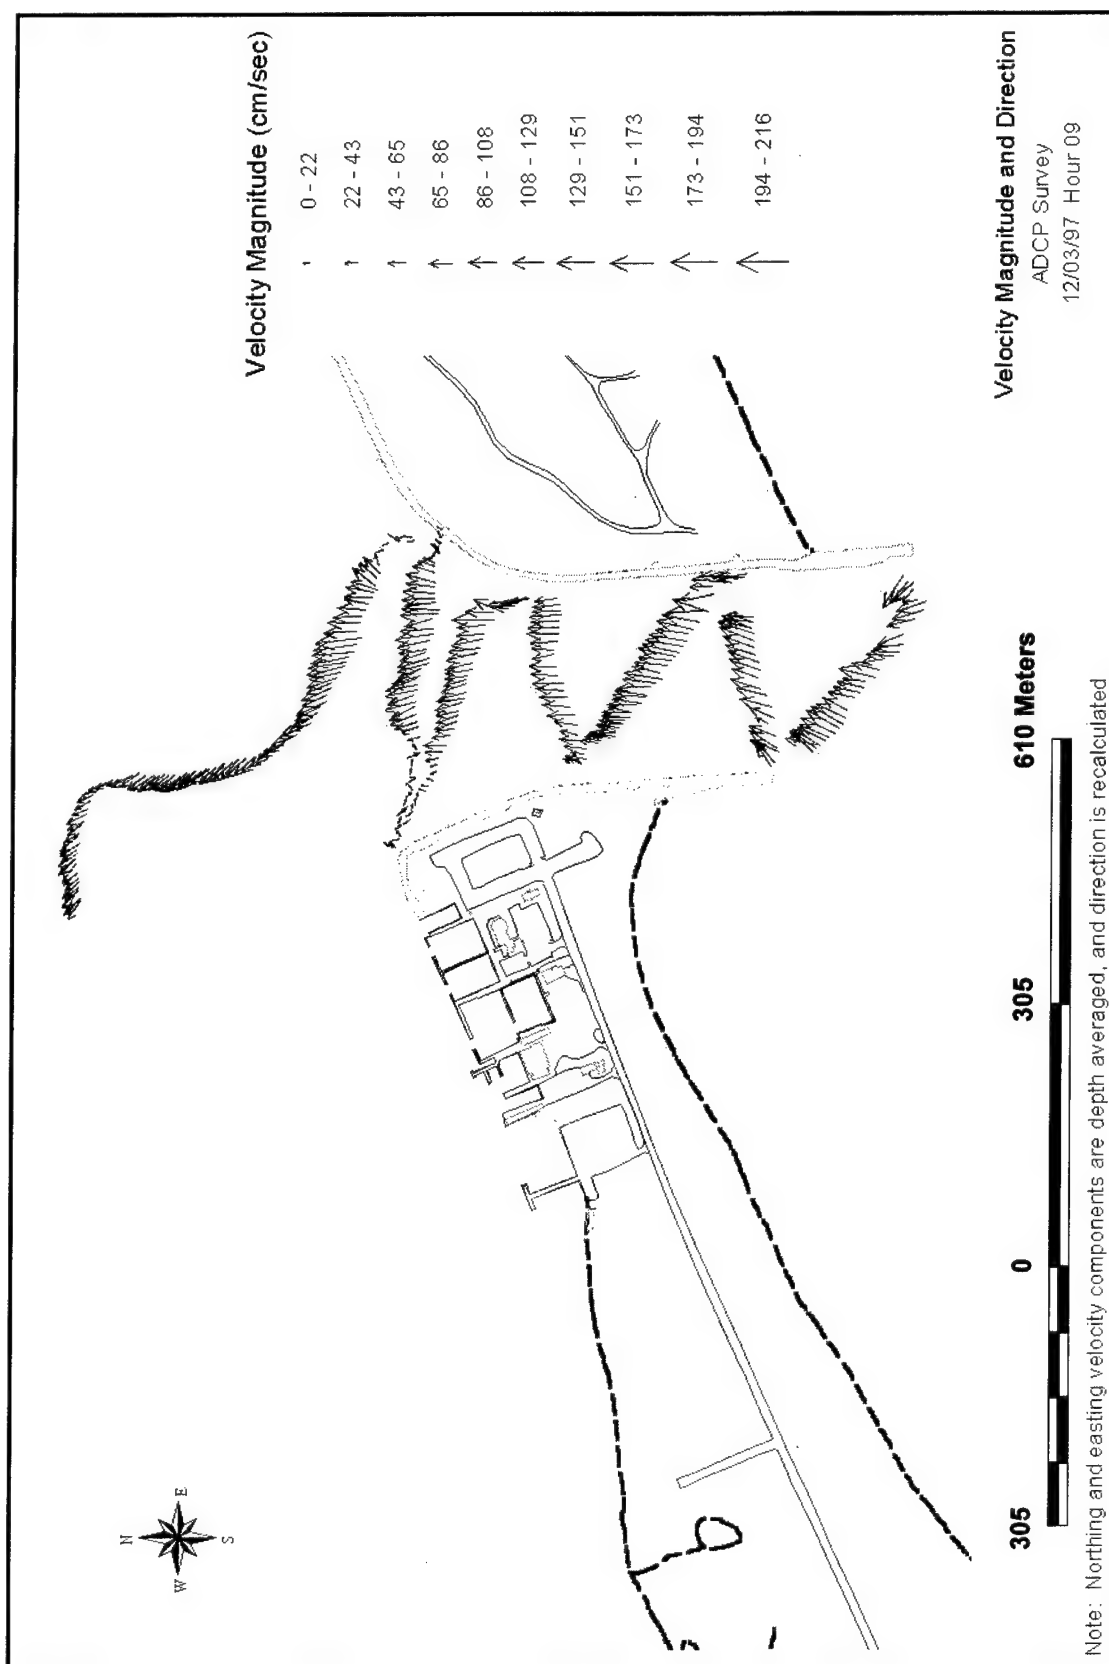 Velocity Magnitude (cm/sec)
0 - 22
22 - 43
43 - 65
65 - 86
86 - 108
108 - 129
129 - 151
151 - 173
173 - 194
194 - 216
N
W E
S
Velocity Magnitude and Direction
ADCP Survey
12/03/97 Hour 09
305 0 305 610 Meters
Note: Northing and easting velocity components are depth averaged, and direction is recalculated